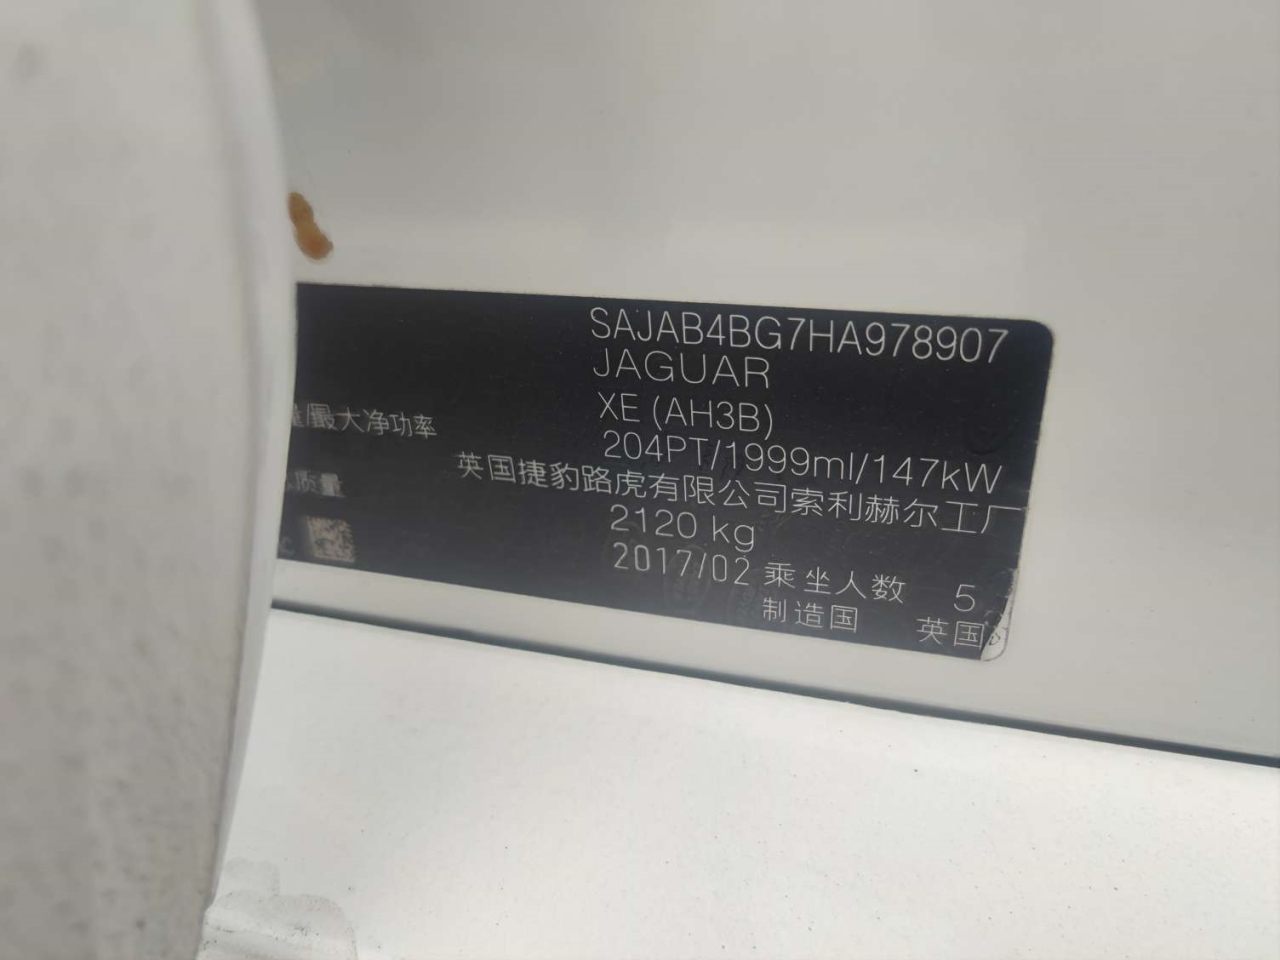 SAJAB4BG7HA978907
JAGUAR
XE (AH3B)
量/最大净功率 204PT/1999ml/147kW
英国捷豹路虎有限公司索利赫尔工厂
质量 2120 kg
2017/02 乘坐人数 5
制造国 英国